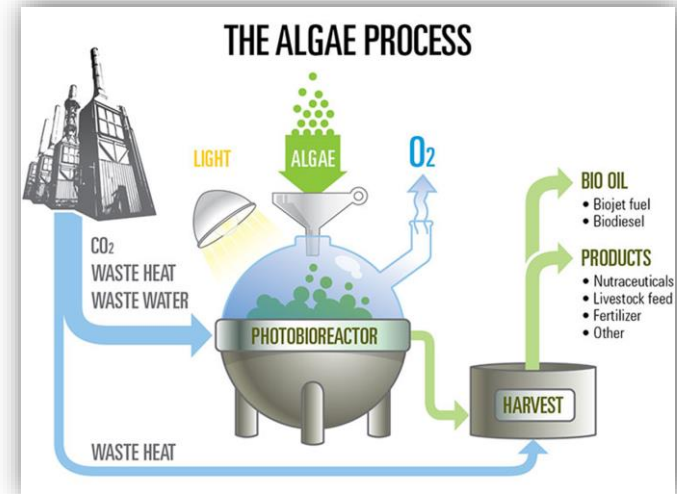 THE ALGAE PROCESS
LIGHT
ALGAE
O₂
CO₂
WASTE HEAT
WASTE WATER
PHOTOBIOREACTOR
WASTE HEAT
HARVEST
BIO OIL
• Biojet fuel
• Biodiesel
PRODUCTS
• Nutraceuticals
• Livestock feed
• Fertilizer
• Other